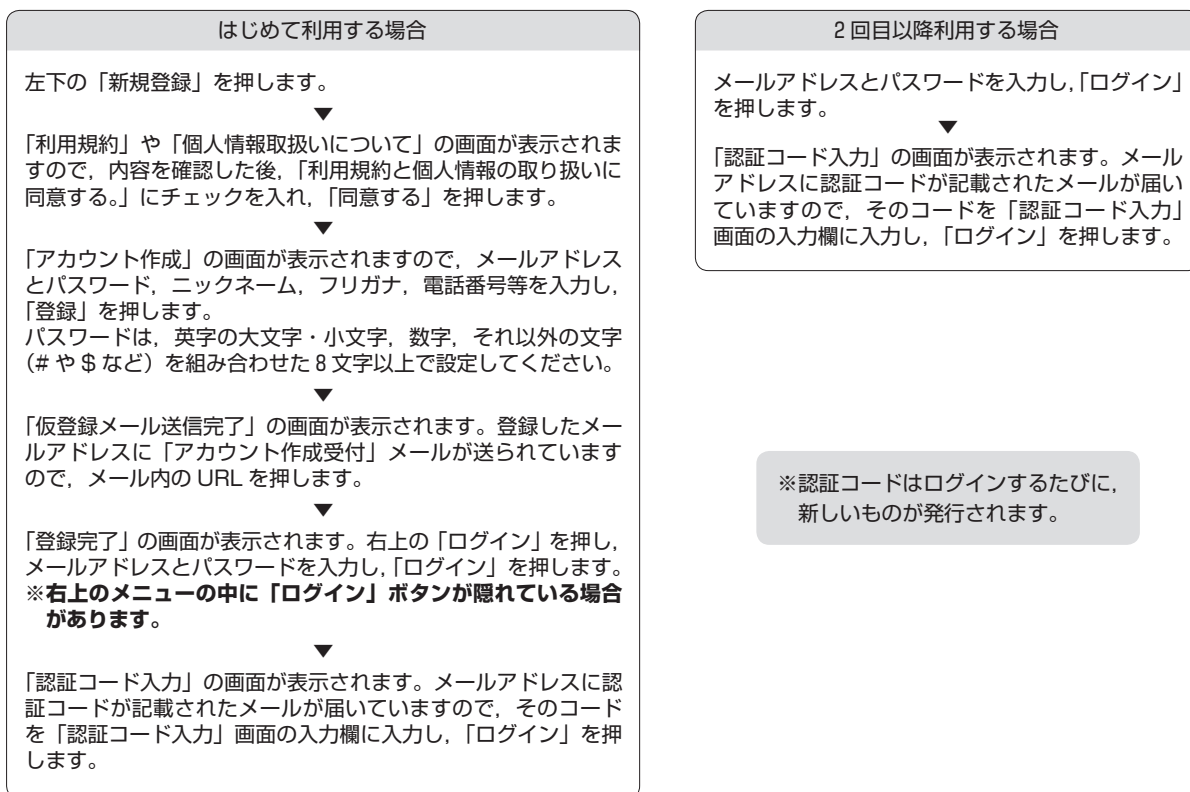 はじめて利用する場合
左下の「新規登録」を押します。
▼
「利用規約」や「個人情報取扱いについて」の画面が表示されま
すので，内容を確認した後，「利用規約と個人情報の取り扱いに
同意する。」にチェックを入れ，「同意する」を押します。
▼
「アカウント作成」の画面が表示されますので，メールアドレス
とパスワード，ニックネーム，フリガナ，電話番号等を入力し，
「登録」を押します。
パスワードは，英字の大文字・小文字，数字，それ以外の文字
（# や $ など）を組み合わせた 8 文字以上で設定してください。
▼
「仮登録メール送信完了」の画面が表示されます。登録したメー
ルアドレスに「アカウント作成受付」メールが送られています
ので，メール内の URL を押します。
▼
「登録完了」の画面が表示されます。右上の「ログイン」を押し，
メールアドレスとパスワードを入力し，「ログイン」を押します。
※右上のメニューの中に「ログイン」ボタンが隠れている場合
があります。
▼
「認証コード入力」の画面が表示されます。メールアドレスに認
証コードが記載されたメールが届いていますので，そのコード
を「認証コード入力」画面の入力欄に入力し，「ログイン」を押
します。
2 回目以降利用する場合
メールアドレスとパスワードを入力し，「ログイン」
を押します。
▼
「認証コード入力」の画面が表示されます。メール
アドレスに認証コードが記載されたメールが届い
ていますので，そのコードを「認証コード入力」
画面の入力欄に入力し，「ログイン」を押します。
※認証コードはログインするたびに，
新しいものが発行されます。